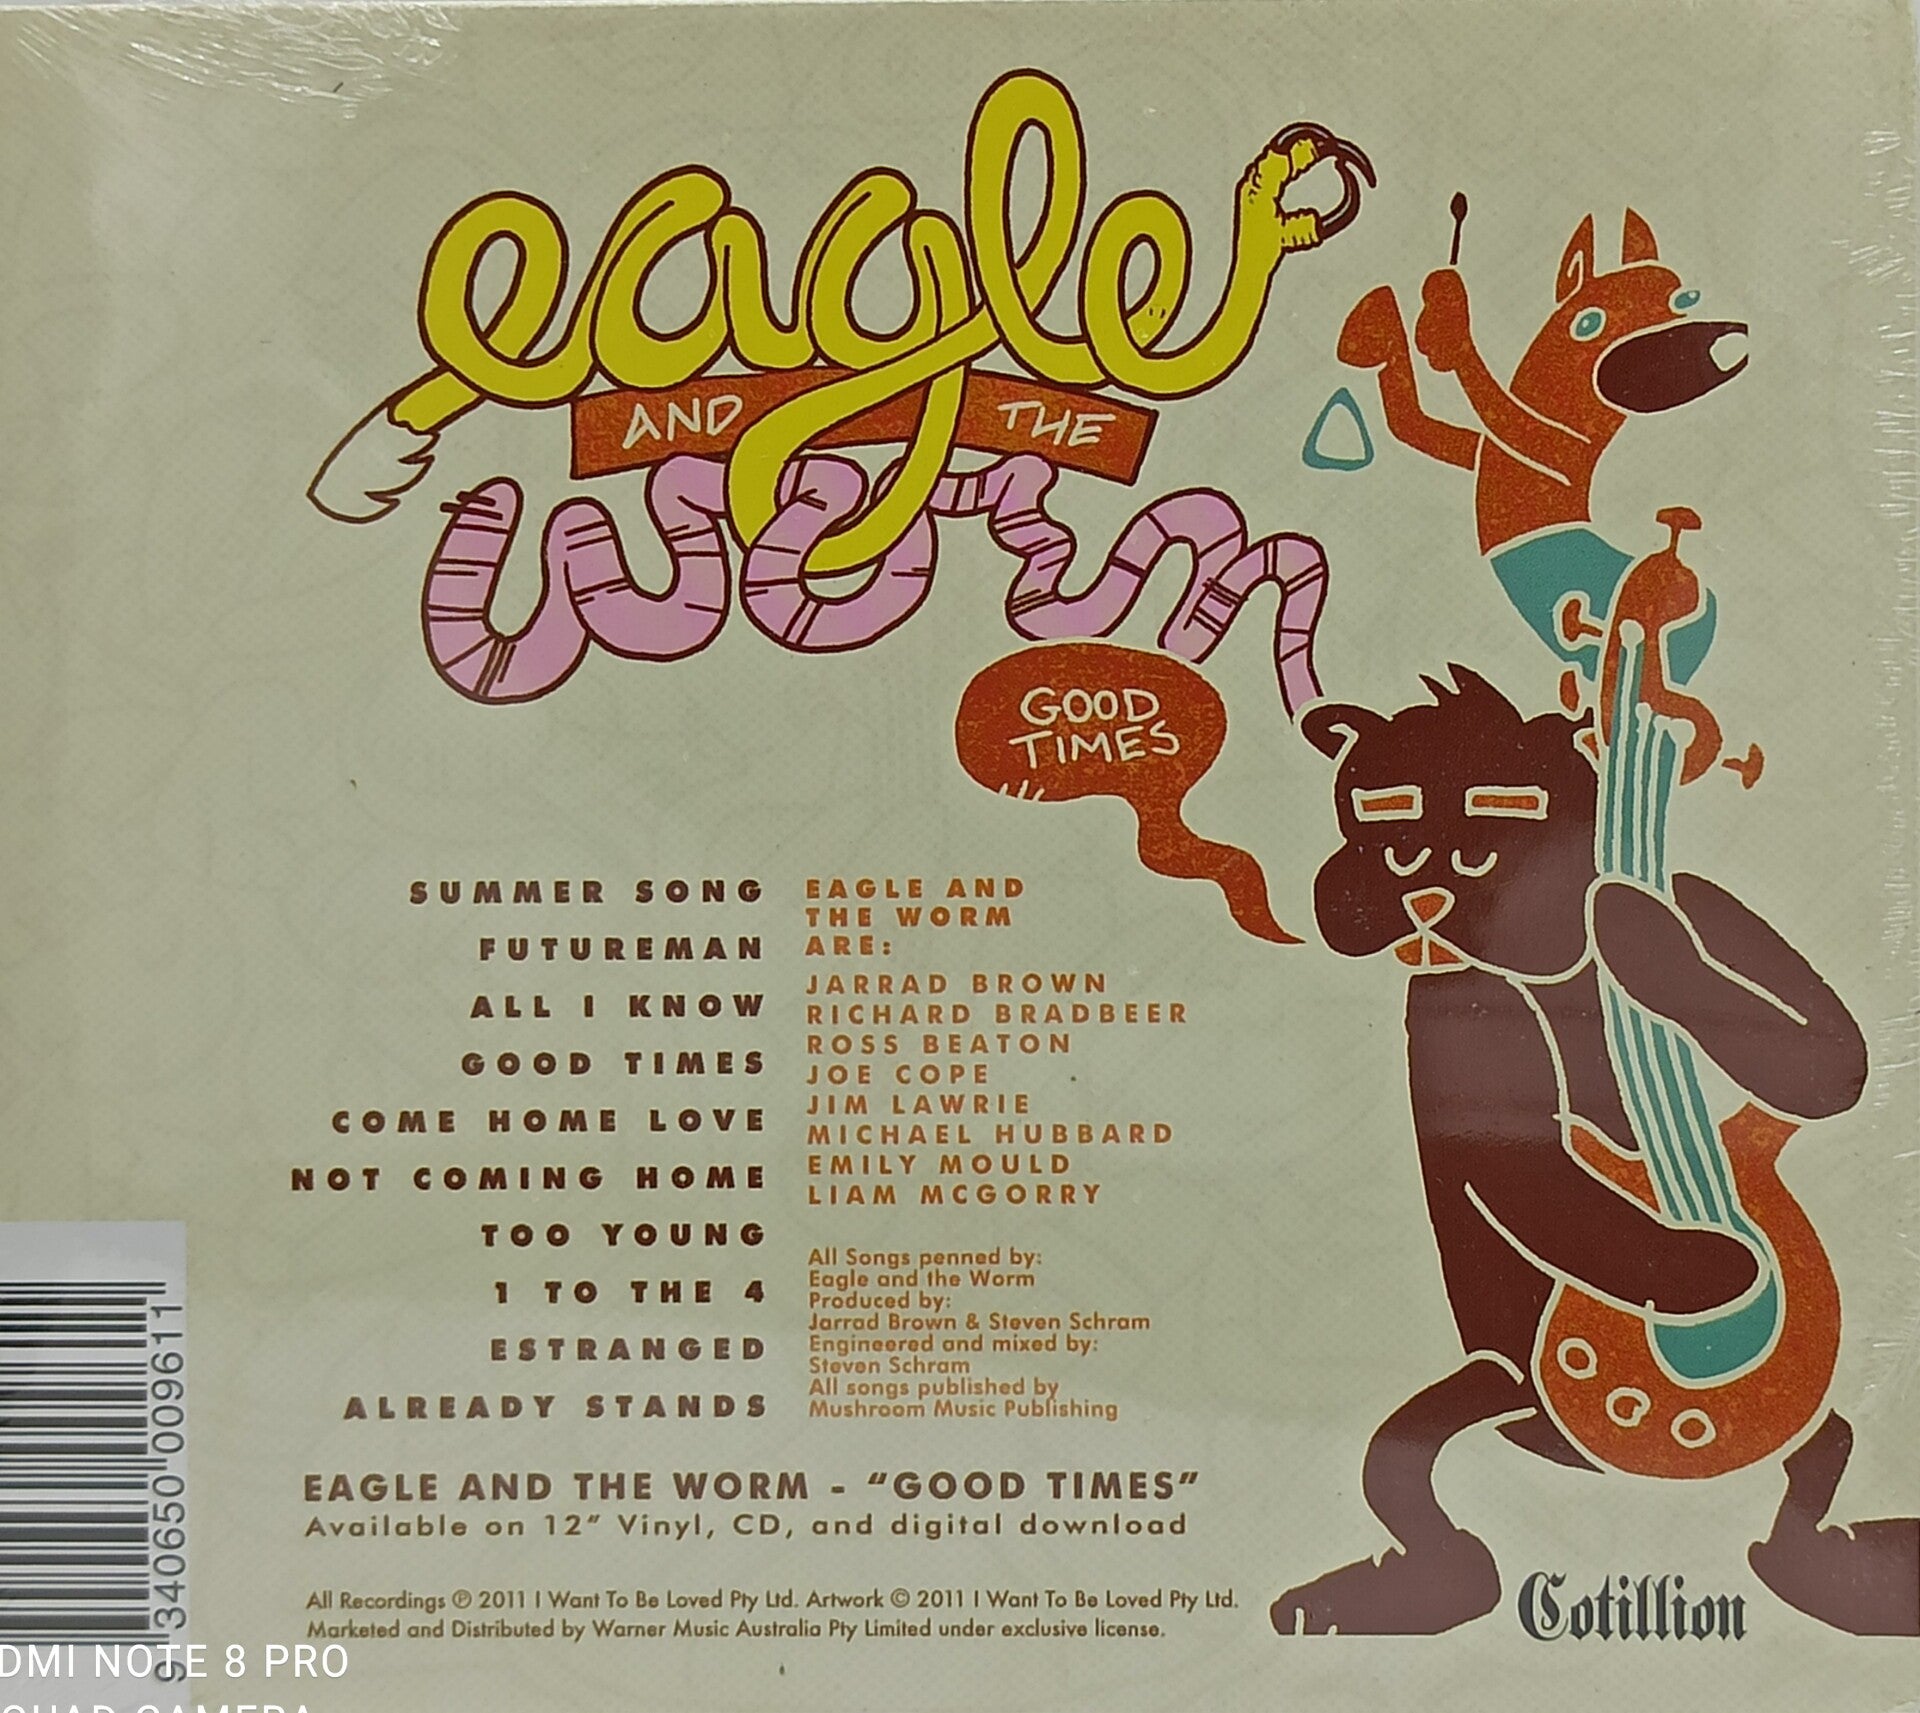 eagle
AND THE
worm
GOOD
TIMES
SUMMER SONG
FUTUREMAN
ALL I KNOW
GOOD TIMES
COME HOME LOVE
NOT COMING HOME
TOO YOUNG
1 TO THE 4
ESTRANGED
ALREADY STANDS
EAGLE AND
THE WORM
ARE:
JARRAD BROWN
RICHARD BRADBEER
ROSS BEATON
JOE COPE
JIM LAWRIE
MICHAEL HUBBARD
EMILY MOULD
LIAM MCGORRY
All Songs penned by:
Eagle and the Worm
Produced by:
Jarrad Brown & Steven Schram
Engineered and mixed by:
Steven Schram
All songs published by
Mushroom Music Publishing
EAGLE AND THE WORM - “GOOD TIMES”
Available on 12” Vinyl, CD, and digital download
All Recordings ℗ 2011 I Want To Be Loved Pty Ltd. Artwork © 2011 I Want To Be Loved Pty Ltd.
Marketed and Distributed by Warner Music Australia Pty Limited under exclusive license.
Cotillion
9 340650 009611
DMI NOTE 8 PRO
QUAD CAMERA